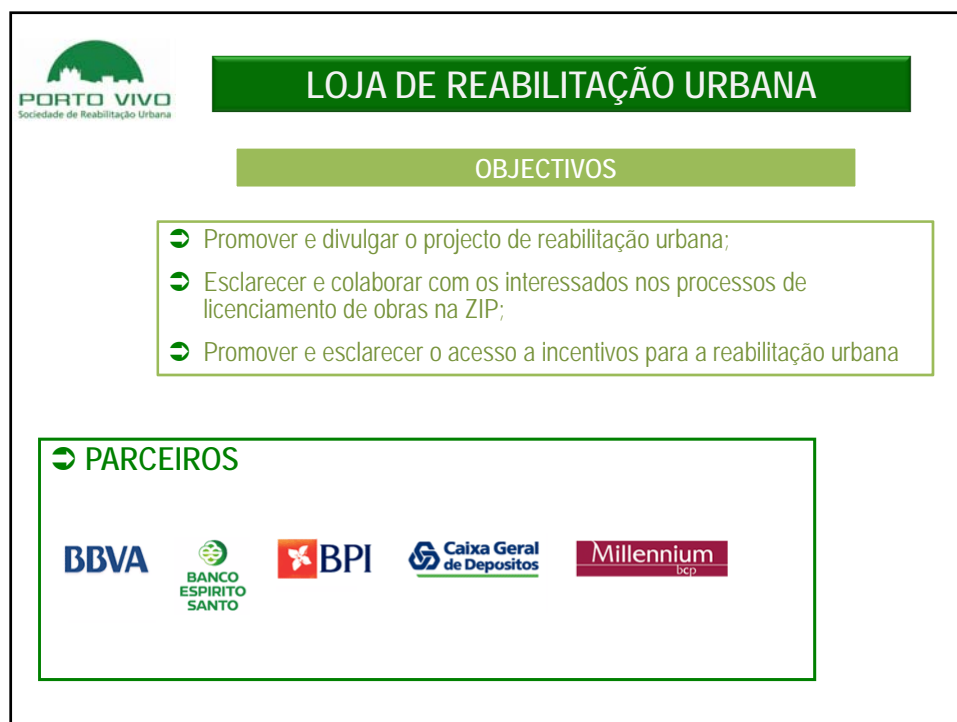 PORTO VIVO
Sociedade de Reabilitação Urbana
LOJA DE REABILITAÇÃO URBANA
OBJECTIVOS
Promover e divulgar o projecto de reabilitação urbana;
Esclarecer e colaborar com os interessados nos processos de
licenciamento de obras na ZIP;
Promover e esclarecer o acesso a incentivos para a reabilitação urbana
PARCEIROS
BBVA
BANCO
ESPIRITO
SANTO
BPI
Caixa Geral
de Depositos
Millennium
bcp